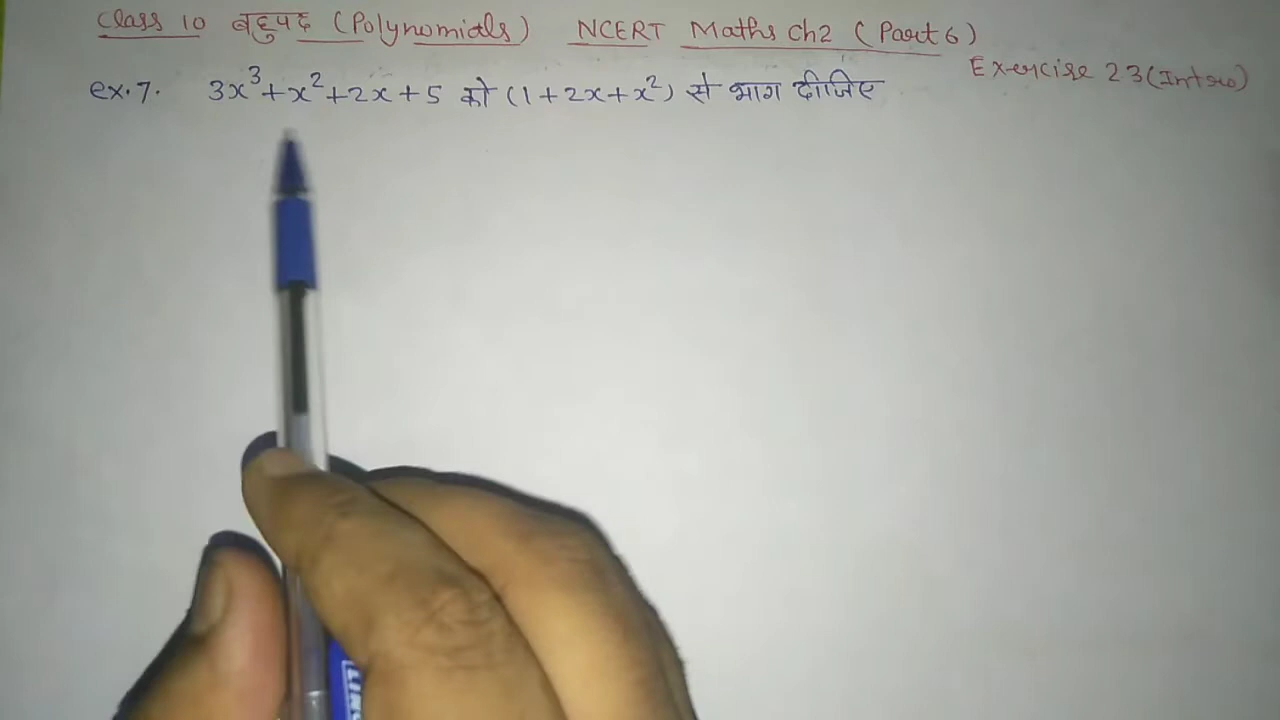 Class 10 बहुपद (Polynomials) NCERT Maths Ch2 (Part 6)
Exercise 2 3 (Intro)
ex.7. 3x³+x²+2x+5 को (1+2x+x²) से भाग दीजिए